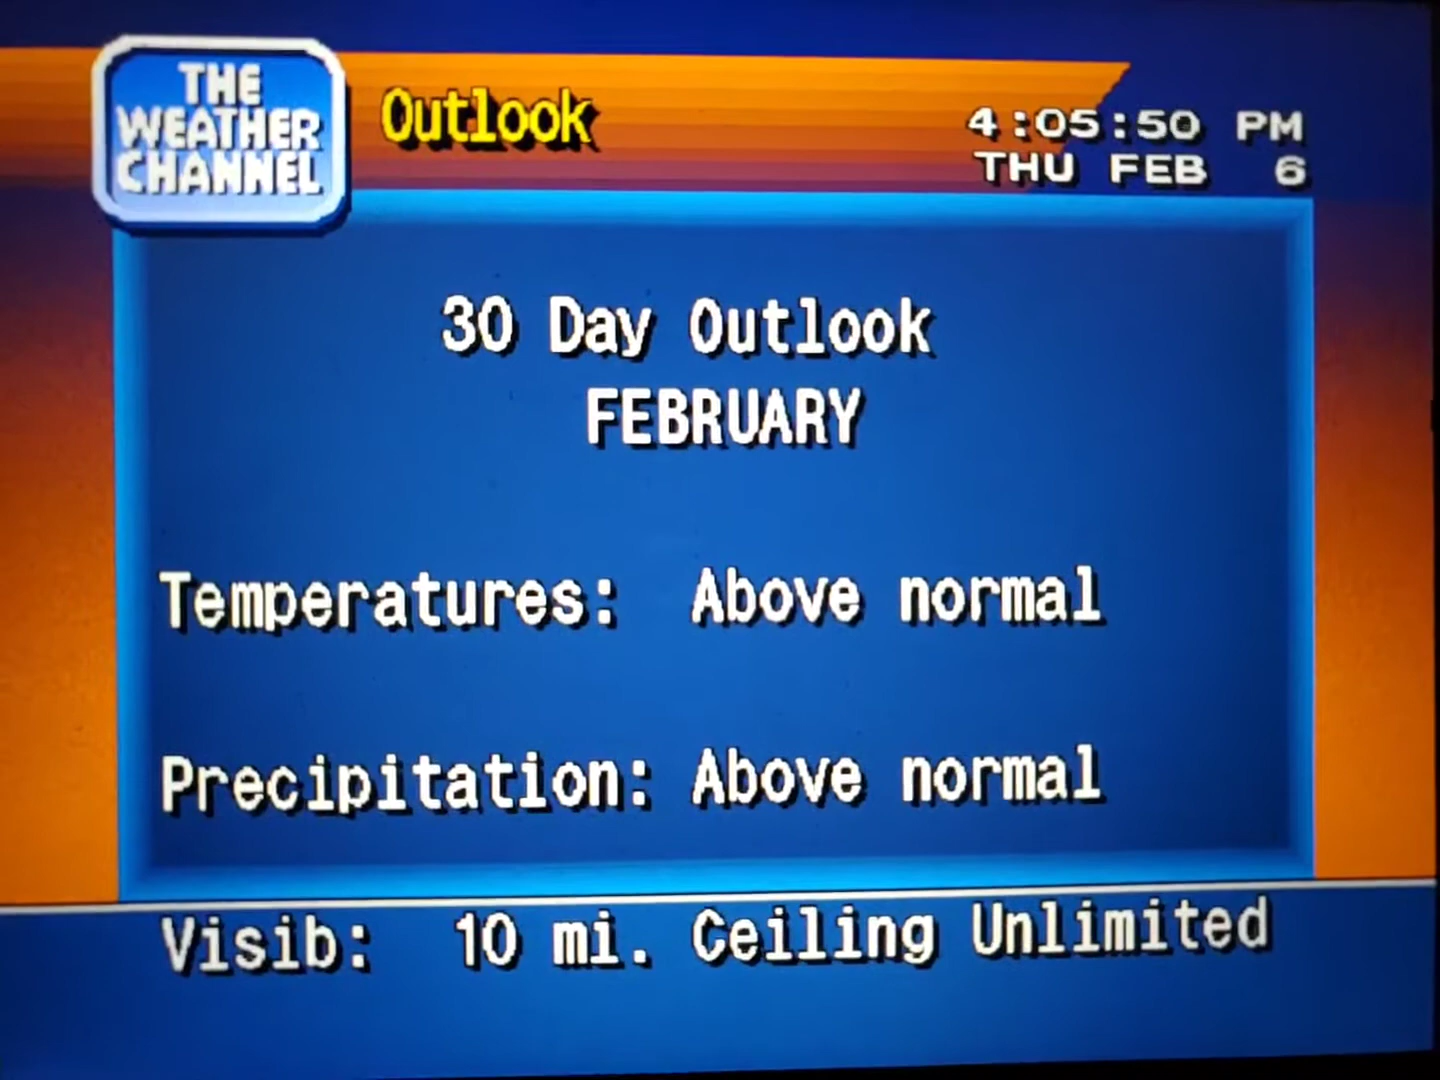 THE
WEATHER
CHANNEL
Outlook
4:05:50 PM
THU FEB 6
30 Day Outlook
FEBRUARY
Temperatures: Above normal
Precipitation: Above normal
Visib: 10 mi. Ceiling Unlimited